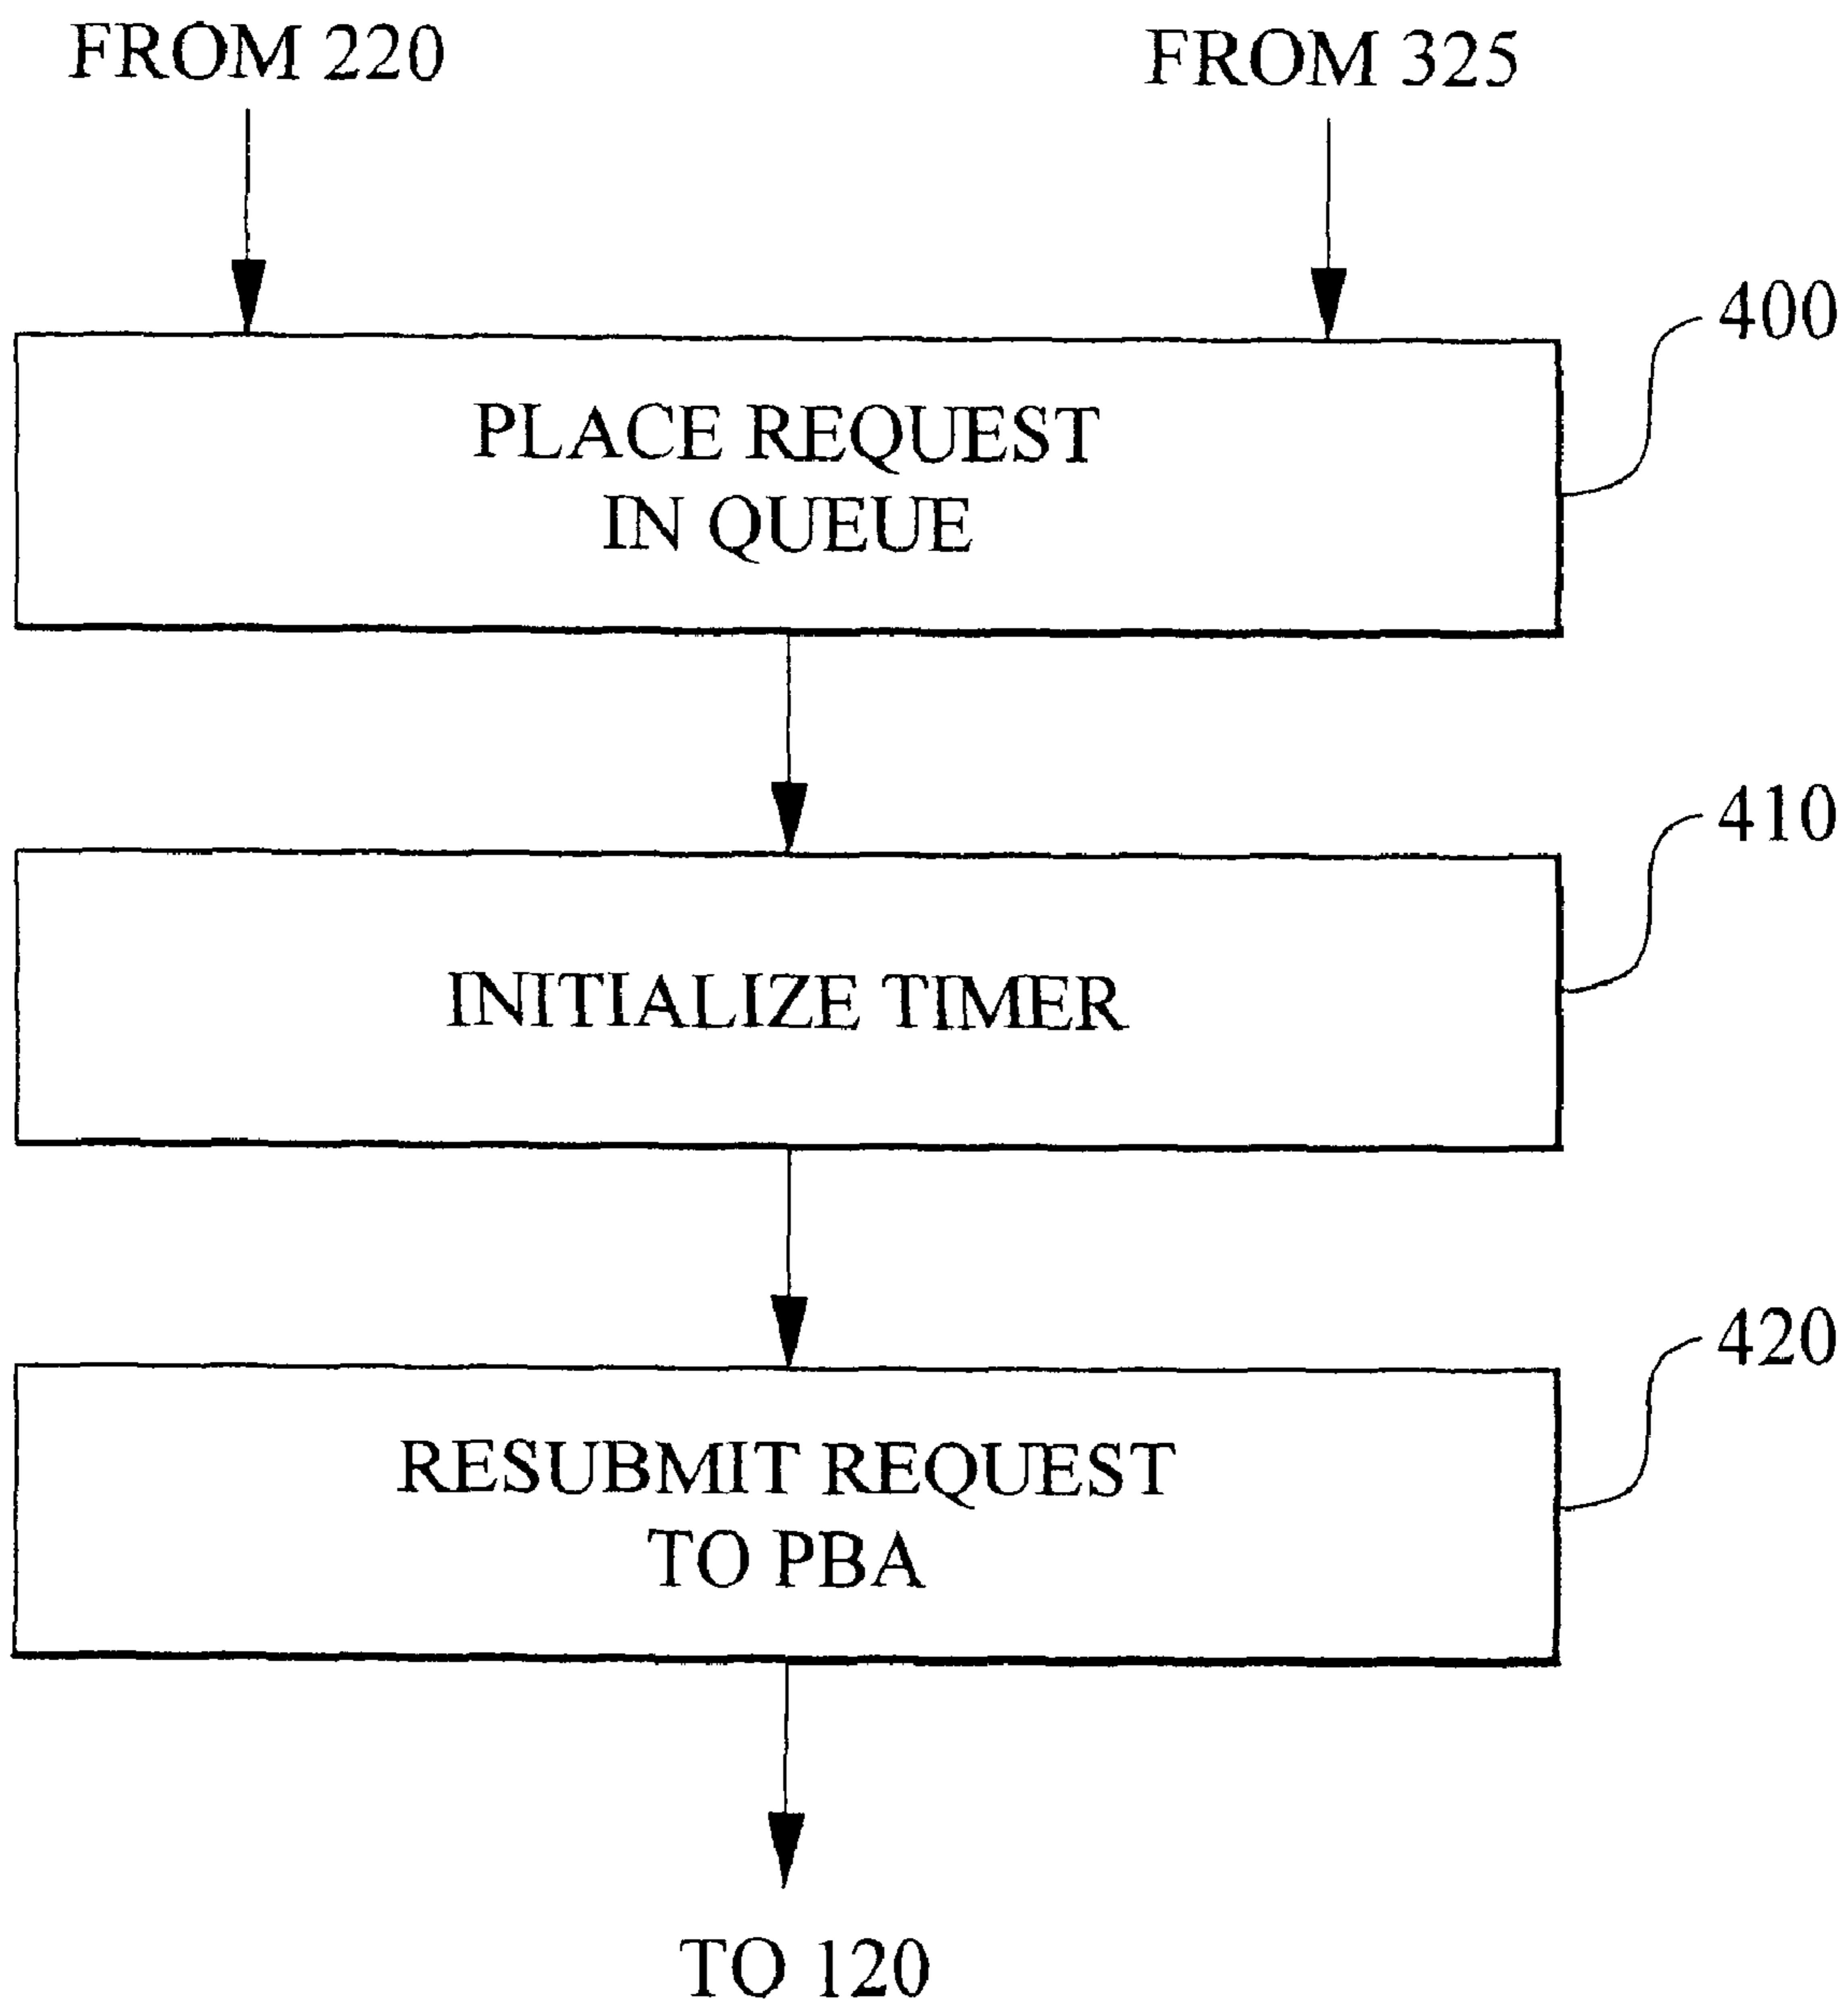 FROM 220
FROM 325
400
PLACE REQUEST
IN QUEUE
410
INITIALIZE TIMER
420
RESUBMIT REQUEST
TO PBA
TO 120